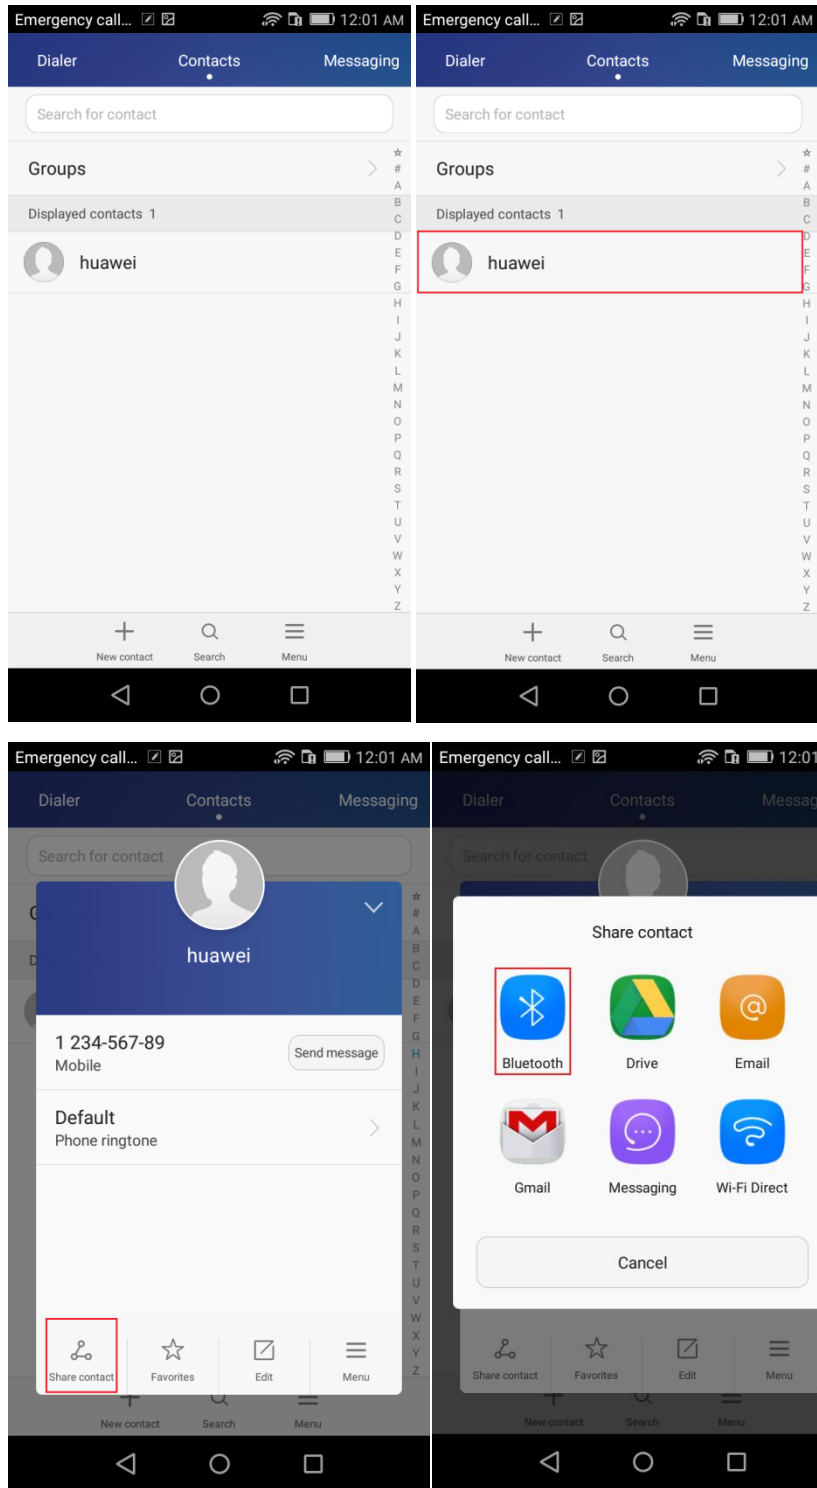 Emergency call... 12:01 AM
Dialer Contacts Messaging
Search for contact
Groups
Displayed contacts 1
huawei
☆
#
A
B
C
D
E
F
G
H
I
J
K
L
M
N
O
P
Q
R
S
T
U
V
W
X
Y
Z
New contact Search Menu
Emergency call... 12:01 AM
Dialer Contacts Messaging
Search for contact
Groups
Displayed contacts 1
huawei
☆
#
A
B
C
D
E
F
G
H
I
J
K
L
M
N
O
P
Q
R
S
T
U
V
W
X
Y
Z
New contact Search Menu
Emergency call... 12:01 AM
Dialer Contacts Messaging
Search for contact
G
D
huawei
1 234-567-89
Mobile
Send message
Default
Phone ringtone
☆
#
A
B
C
D
E
F
G
H
I
J
K
L
M
N
O
P
Q
R
S
T
U
V
W
X
Y
Z
Share contact Favorites Edit Menu
New contact Search Menu
Emergency call... 12:01
Dialer Contacts Messag
Search for contact
Share contact
Bluetooth Drive Email
Gmail Messaging Wi-Fi Direct
Cancel
Share contact Favorites Edit Menu
New contact Search Menu